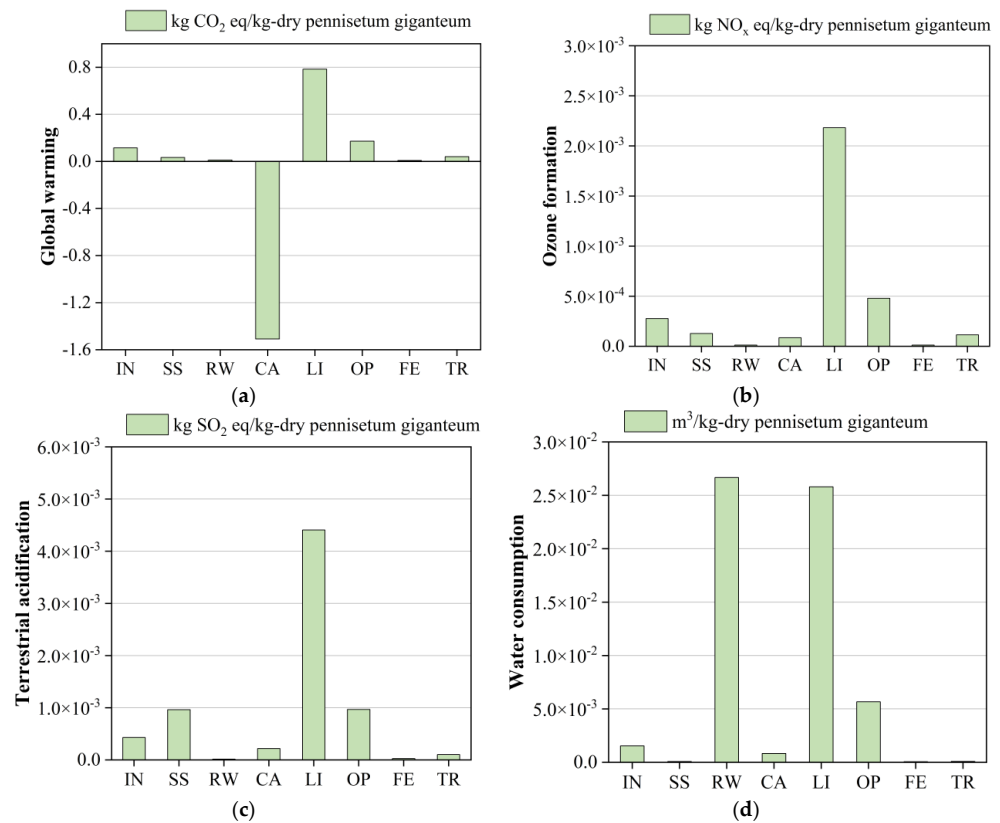 kg CO₂ eq/kg-dry pennisetum giganteum
Global warming
0.8
0.4
0.0
-0.4
-0.8
-1.2
-1.6
IN SS RW CA LI OP FE TR
(a)
kg NOₓ eq/kg-dry pennisetum giganteum
Ozone formation
3.0×10⁻³
2.5×10⁻³
2.0×10⁻³
1.5×10⁻³
1.0×10⁻³
5.0×10⁻⁴
0.0
IN SS RW CA LI OP FE TR
(b)
kg SO₂ eq/kg-dry pennisetum giganteum
Terrestrial acidification
6.0×10⁻³
5.0×10⁻³
4.0×10⁻³
3.0×10⁻³
2.0×10⁻³
1.0×10⁻³
0.0
IN SS RW CA LI OP FE TR
(c)
m³/kg-dry pennisetum giganteum
Water consumption
3.0×10⁻²
2.5×10⁻²
2.0×10⁻²
1.5×10⁻²
1.0×10⁻²
5.0×10⁻³
0.0
IN SS RW CA LI OP FE TR
(d)